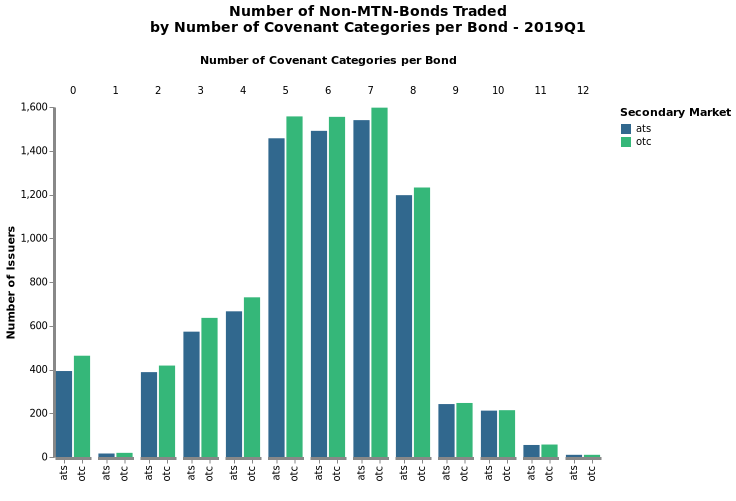 Number of Non-MTN-Bonds Traded
by Number of Covenant Categories per Bond - 2019Q1
Number of Covenant Categories per Bond
0 1 2 3 4 5 6 7 8 9 10 11 12
Secondary Market
ats
otc
Number of Issuers
1,600
1,400
1,200
1,000
800
600
400
200
0
ats otc ats otc ats otc ats otc ats otc ats otc ats otc ats otc ats otc ats otc ats otc ats otc ats otc